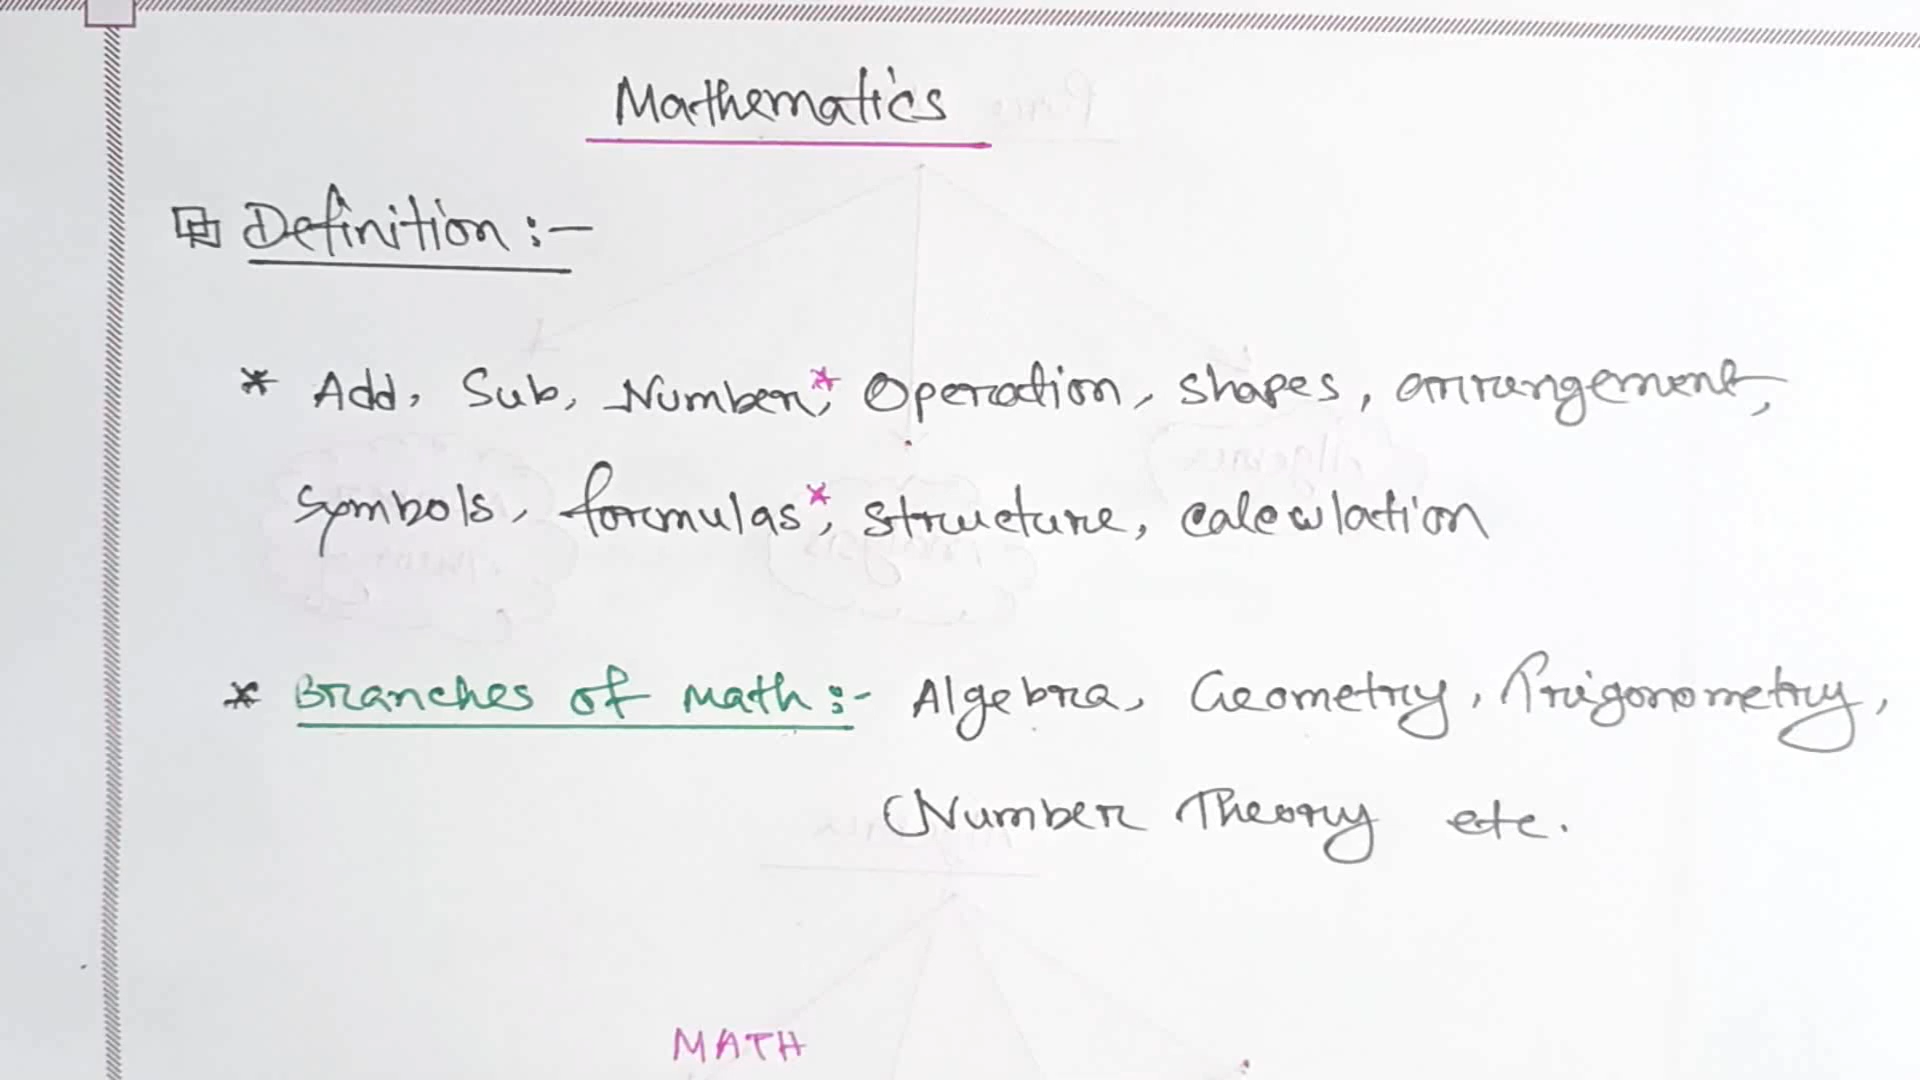 Mathematics
Definition :-
* Add, Sub, Number*, Operation, shapes, arrangement,
Symbols, formulas*, structure, calculation
* Branches of math :- Algebra, Geometry, Trigonometry,
Number Theory etc.
MATH